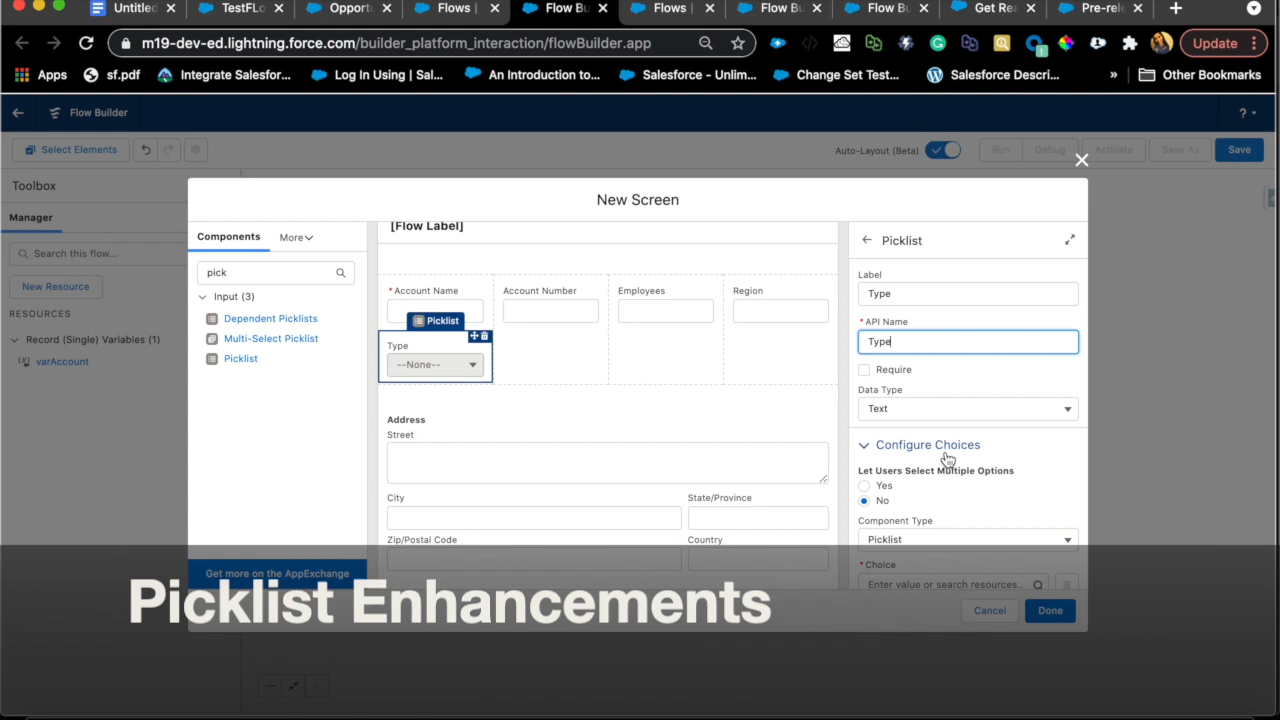 Untitled
TestFLo
Opportu
Flows |
Flow Bu
Flows |
Flow Bu
Flow Bu
Get Rea
Pre-rele
m19-dev-ed.lightning.force.com/builder_platform_interaction/flowBuilder.app
Update
Apps
sf.pdf
Integrate Salesfor...
Log In Using | Sal...
An Introduction to...
Salesforce - Unlim...
Change Set Test...
Salesforce Descri...
»
Other Bookmarks
Flow Builder
?
Select Elements
Auto-Layout (Beta)
Run
Debug
Activate
Save As
Save
Toolbox
Manager
Search this flow...
New Resource
RESOURCES
Record (Single) Variables (1)
varAccount
New Screen
Components
More
pick
Input (3)
Dependent Picklists
Multi-Select Picklist
Picklist
Get more on the AppExchange
[Flow Label]
* Account Name
Account Number
Employees
Region
Picklist
Type
--None--
Address
Street
City
State/Province
Zip/Postal Code
Country
Picklist
Label
Type
* API Name
Type
Require
Data Type
Text
Configure Choices
Let Users Select Multiple Options
Yes
No
Component Type
Picklist
* Choice
Enter value or search resources...
Cancel
Done
Picklist Enhancements